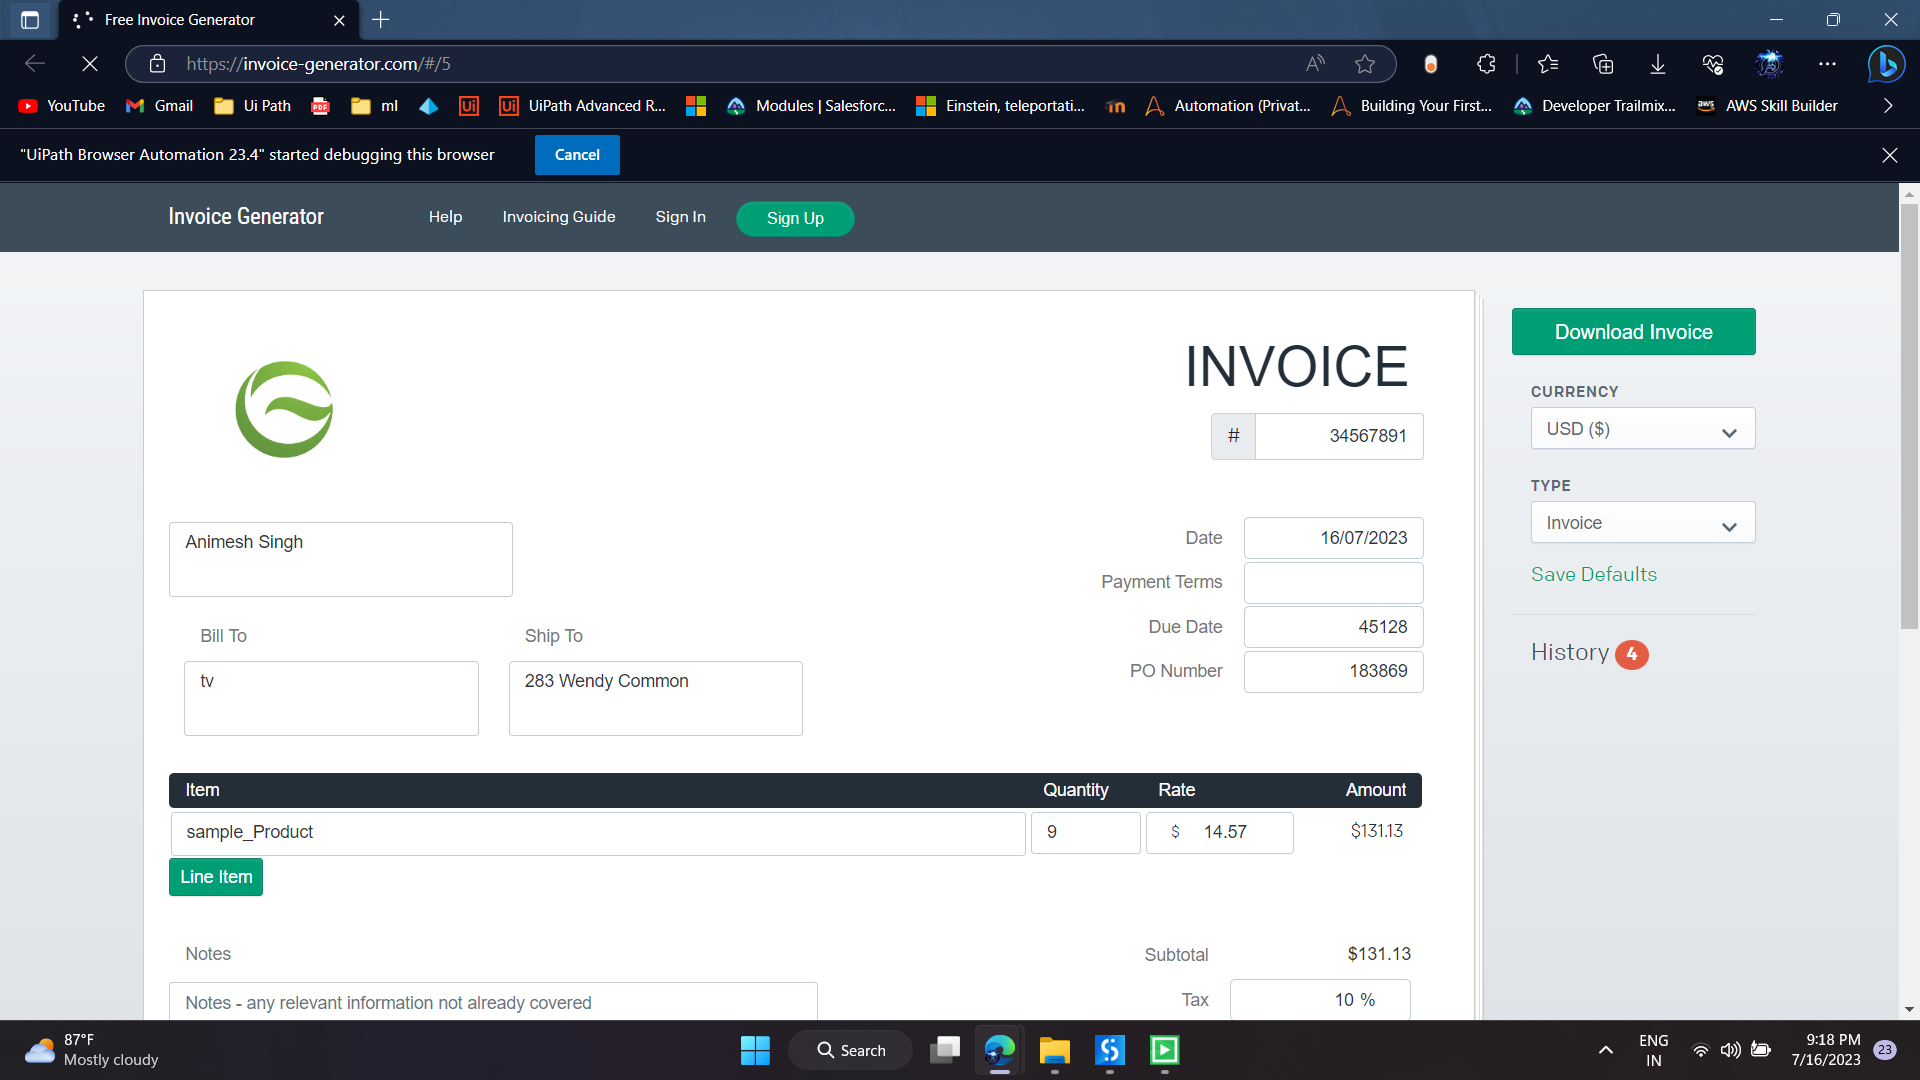 Free Invoice Generator
https://invoice-generator.com/#/5
YouTube Gmail Ui Path PDF ml Ui Ui UiPath Advanced R... Modules | Salesforc... Einstein, teleportati... in Automation (Privat... Building Your First... Developer Trailmix... aws AWS Skill Builder
"UiPath Browser Automation 23.4" started debugging this browser Cancel
Invoice Generator Help Invoicing Guide Sign In Sign Up
INVOICE
# 34567891
Download Invoice
CURRENCY
USD ($)
TYPE
Invoice
Save Defaults
History 4
Animesh Singh
Date 16/07/2023
Payment Terms
Due Date 45128
PO Number 183869
Bill To Ship To
tv 283 Wendy Common
Item Quantity Rate Amount
sample_Product 9 $ 14.57 $131.13
Line Item
Notes Subtotal $131.13
Notes - any relevant information not already covered Tax 10 %
87°F
Mostly cloudy
Search
ENG
IN
9:18 PM
7/16/2023
23